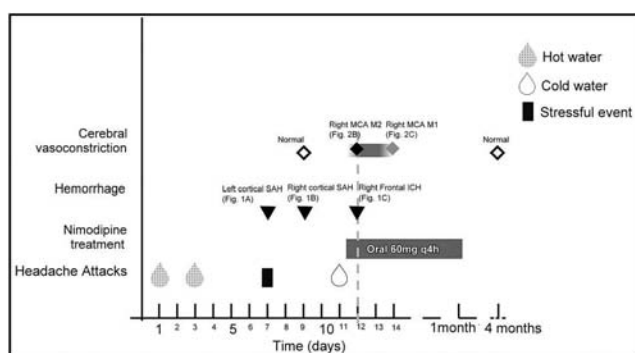 Hot water
Cold water
Stressful event
Cerebral
vasoconstriction
Normal
Right MCA M2
(Fig. 2B)
Right MCA M1
(Fig. 2C)
Normal
Hemorrhage
Left cortical SAH
(Fig. 1A)
Right cortical SAH
(Fig. 1B)
Right Frontal ICH
(Fig. 1C)
Nimodipine
treatment
Oral 60mg q4h
Headache Attacks
1 2 3 4 5 6 7 8 9 10 11 12 13 14 1month 4 months
Time (days)